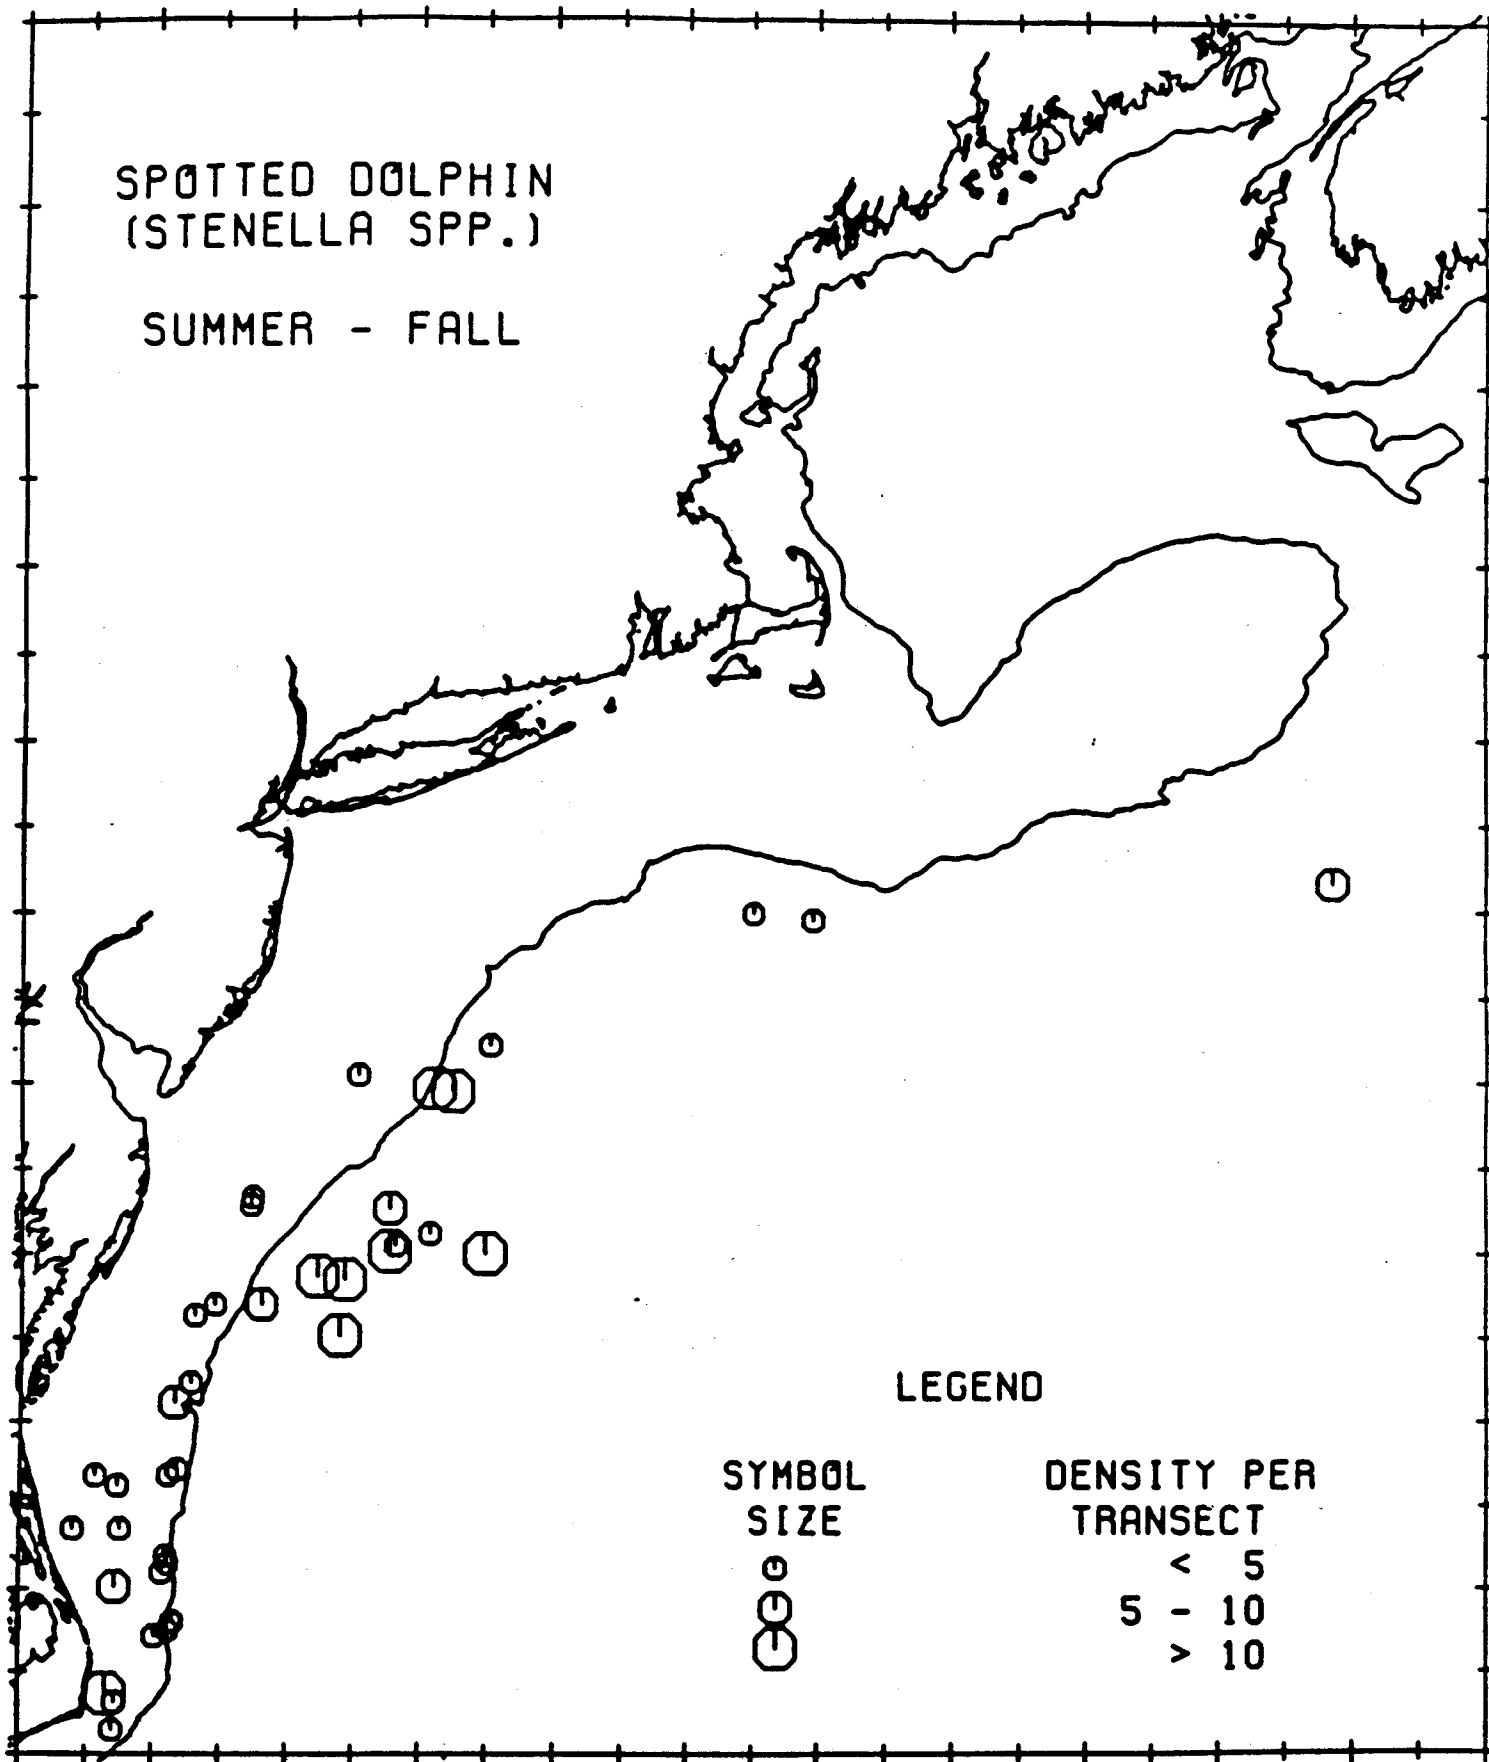 SPOTTED DOLPHIN
(STENELLA SPP.)
SUMMER - FALL
LEGEND
SYMBOL SIZE
DENSITY PER TRANSECT
< 5
5 - 10
> 10